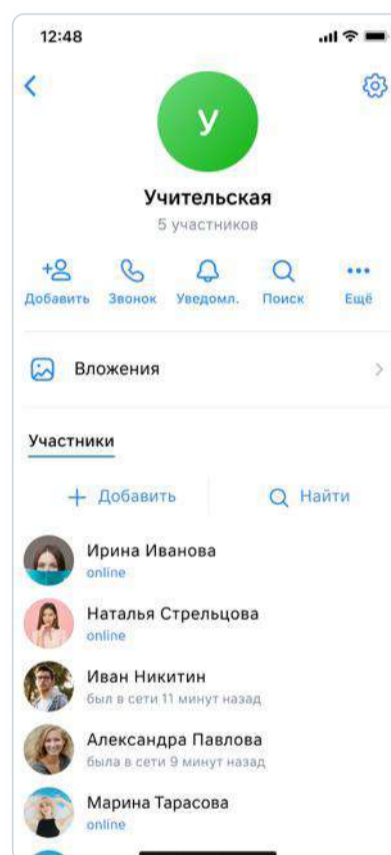 12:48
У
Учительская
5 участников
Добавить Звонок Уведомл. Поиск Ещё
Вложения
Участники
Добавить Найти
Ирина Иванова
online
Наталья Стрельцова
online
Иван Никитин
был в сети 11 минут назад
Александра Павлова
была в сети 9 минут назад
Марина Тарасова
online